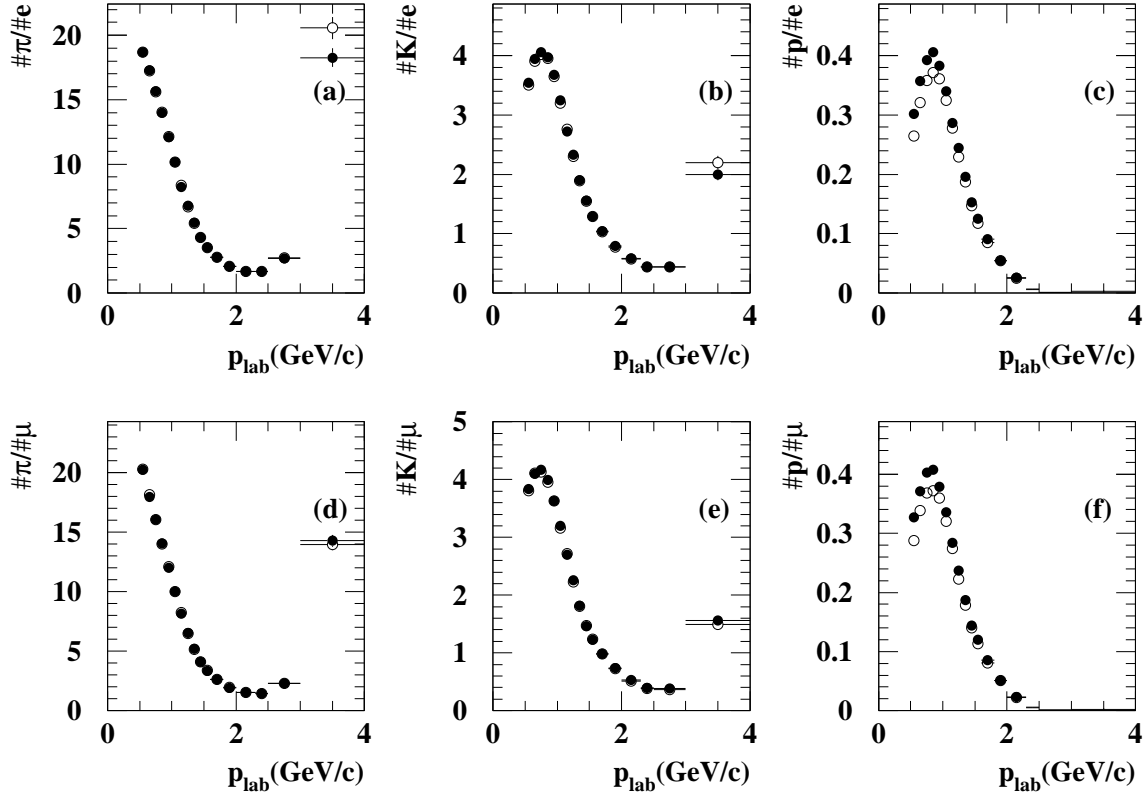 #π/#e
20
15
10
5
0
0 2 4
(a)
p_lab(GeV/c)
#K/#e
4
3
2
1
0
0 2 4
(b)
p_lab(GeV/c)
#p/#e
0.4
0.3
0.2
0.1
0
0 2 4
(c)
p_lab(GeV/c)
#π/#μ
20
15
10
5
0
0 2 4
(d)
p_lab(GeV/c)
#K/#μ
5
4
3
2
1
0
0 2 4
(e)
p_lab(GeV/c)
#p/#μ
0.4
0.3
0.2
0.1
0
0 2 4
(f)
p_lab(GeV/c)